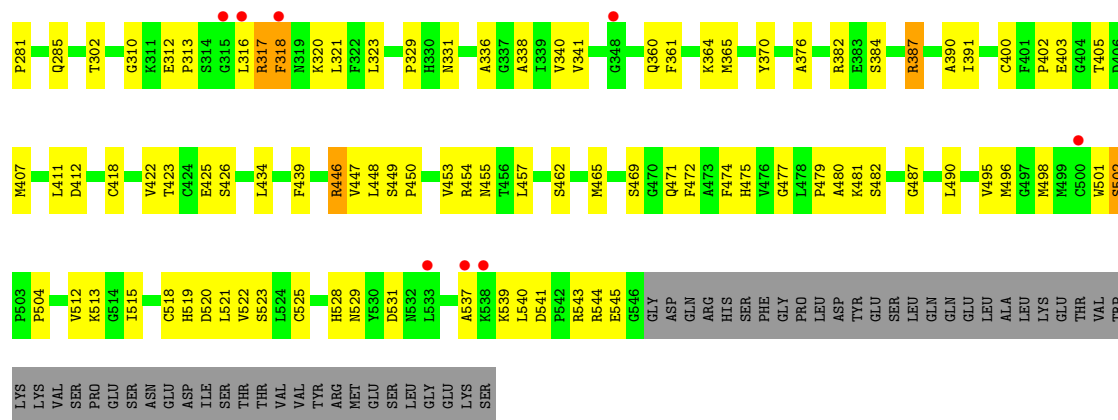 P281 Q285 T302 G310 K311 E312 P313 S314 G315 L316 R317 F318 N319 K320 L321 F322 L323 P329 H330 N331 A336 G337 A338 I339 V340 V341 G348 Q360 F361 K364 M365 Y370 A376 R382 E383 S384 R387 A390 I391 C400 F401 P402 E403 G404 T405 D406
M407 L411 D412 C418 V422 T423 C424 E425 S426 L434 F439 R446 V447 L448 S449 P450 V453 R454 N455 T456 L457 S462 M465 S469 G470 Q471 F472 A473 F474 H475 V476 G477 L478 P479 A480 K481 S482 G487 L490 V495 M496 G497 M498 M499 C500 W501 S502
P503 P504 V512 K513 G514 I515 C518 H519 D520 L521 V522 S523 L524 C525 H528 N529 Y530 D531 N532 L533 A537 K538 K539 L540 D541 P542 R543 R544 E545 G546 GLY ASP GLN ARG HIS SER PHE GLY PRO LEU ASP TYR GLU SER LEU GLN GLN GLU LEU ALA LEU LYS GLU THR VAL TRP
LYS LYS VAL SER PRO GLU SER ASN GLU ASP ILE SER THR THR VAL VAL TYR ARG MET GLU SER LEU GLY GLU LYS SER